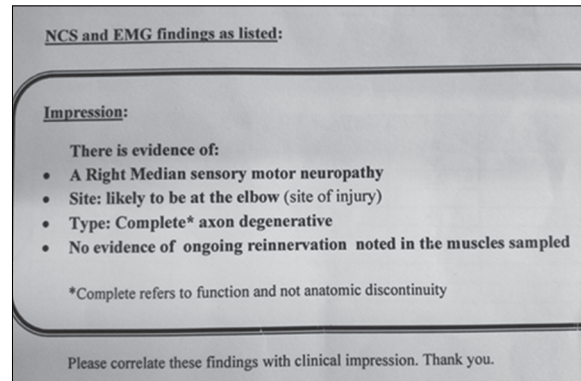 NCS and EMG findings as listed:
Impression:
There is evidence of:
• A Right Median sensory motor neuropathy
• Site: likely to be at the elbow (site of injury)
• Type: Complete* axon degenerative
• No evidence of ongoing reinnervation noted in the muscles sampled
*Complete refers to function and not anatomic discontinuity
Please correlate these findings with clinical impression. Thank you.